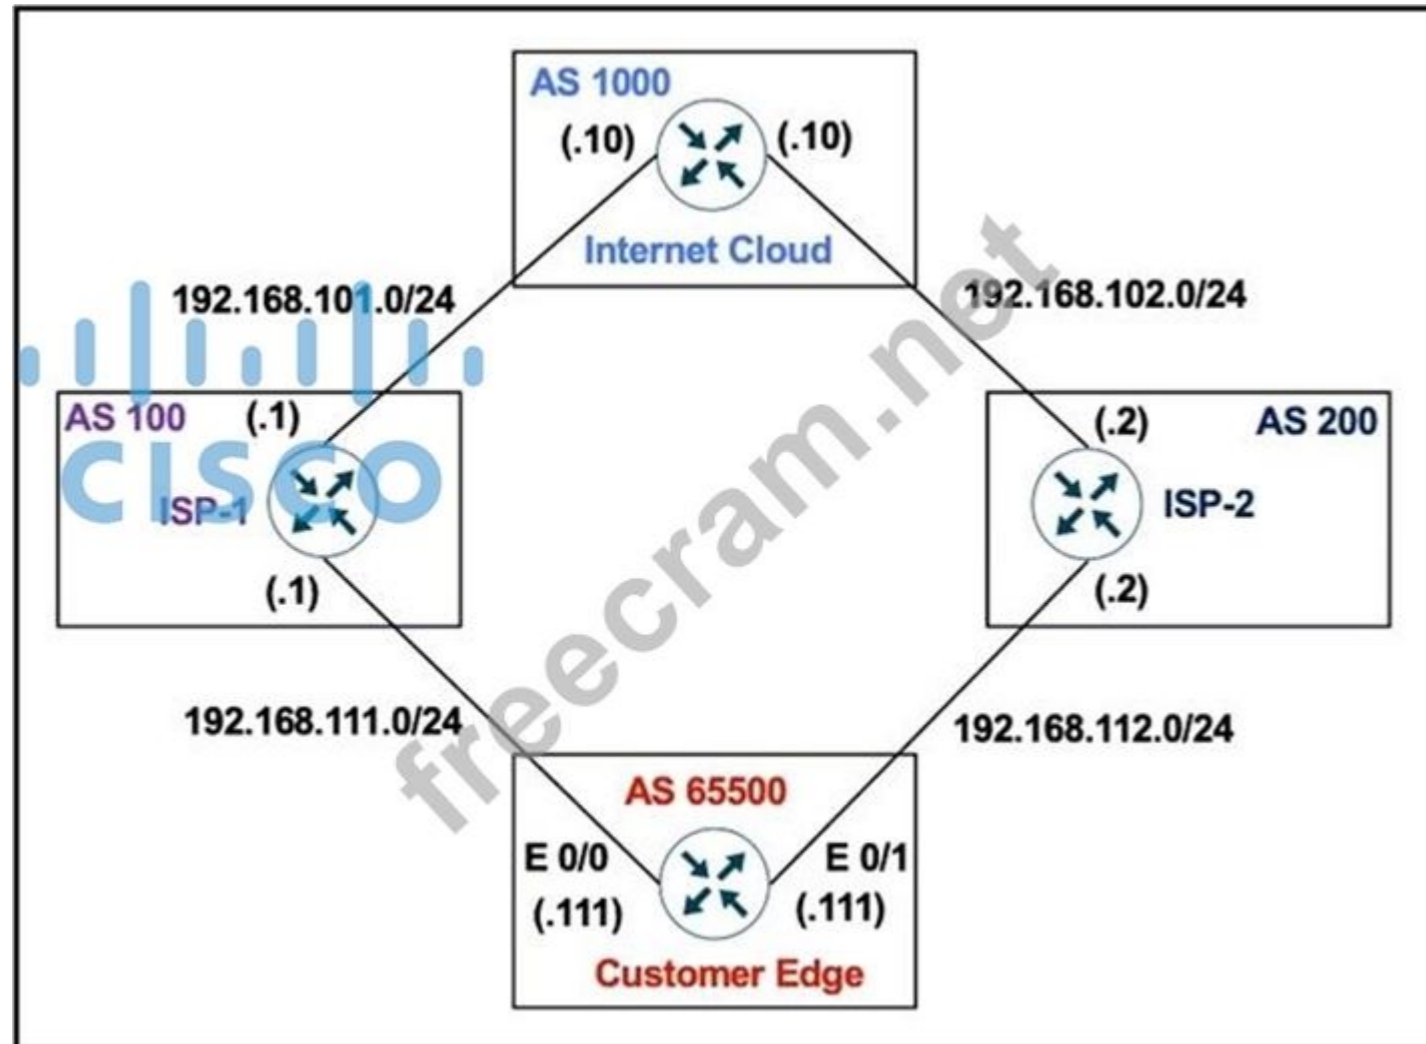 AS 1000
(.10) (.10)
Internet Cloud
192.168.101.0/24 192.168.102.0/24
AS 100 (.1)
CISCO
ISP-1
(.1)
(.2) AS 200
ISP-2
(.2)
192.168.111.0/24 192.168.112.0/24
AS 65500
E 0/0 E 0/1
(.111) (.111)
Customer Edge
freecram.net